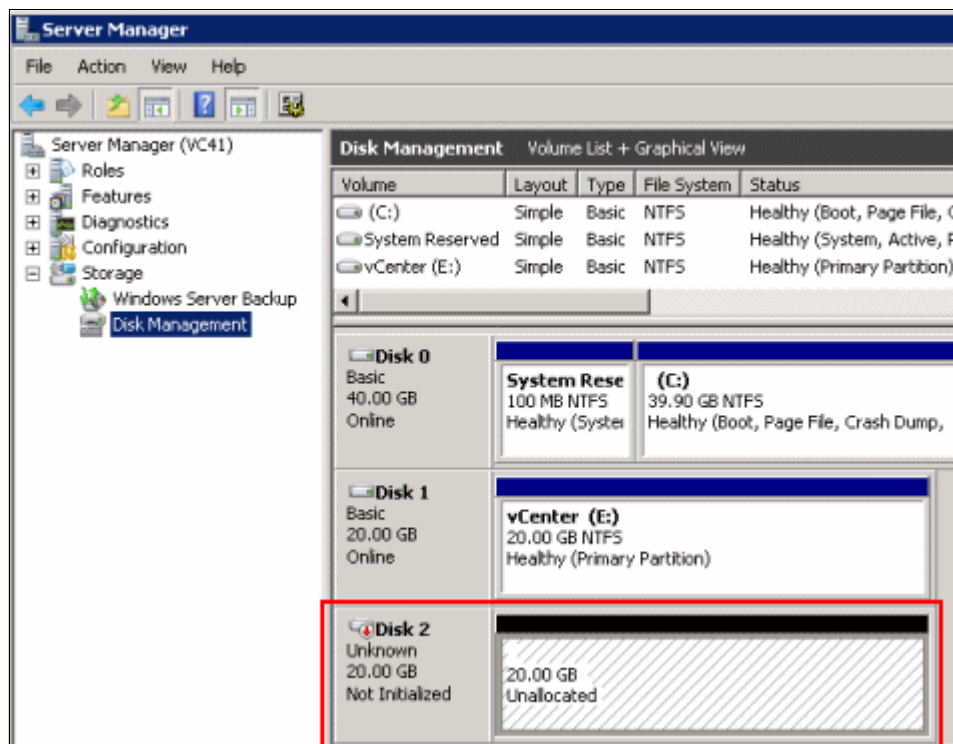 Server Manager
File Action View Help
Server Manager (VC41)
Roles
Features
Diagnostics
Configuration
Storage
Windows Server Backup
Disk Management
Disk Management Volume List + Graphical View
Volume Layout Type File System Status
(C:) Simple Basic NTFS Healthy (Boot, Page File,
System Reserved Simple Basic NTFS Healthy (System, Active,
vCenter (E:) Simple Basic NTFS Healthy (Primary Partition)
Disk 0
Basic
40.00 GB
Online
System Rese
100 MB NTFS
Healthy (Syster
(C:)
39.90 GB NTFS
Healthy (Boot, Page File, Crash Dump,
Disk 1
Basic
20.00 GB
Online
vCenter (E:)
20.00 GB NTFS
Healthy (Primary Partition)
Disk 2
Unknown
20.00 GB
Not Initialized
20.00 GB
Unallocated